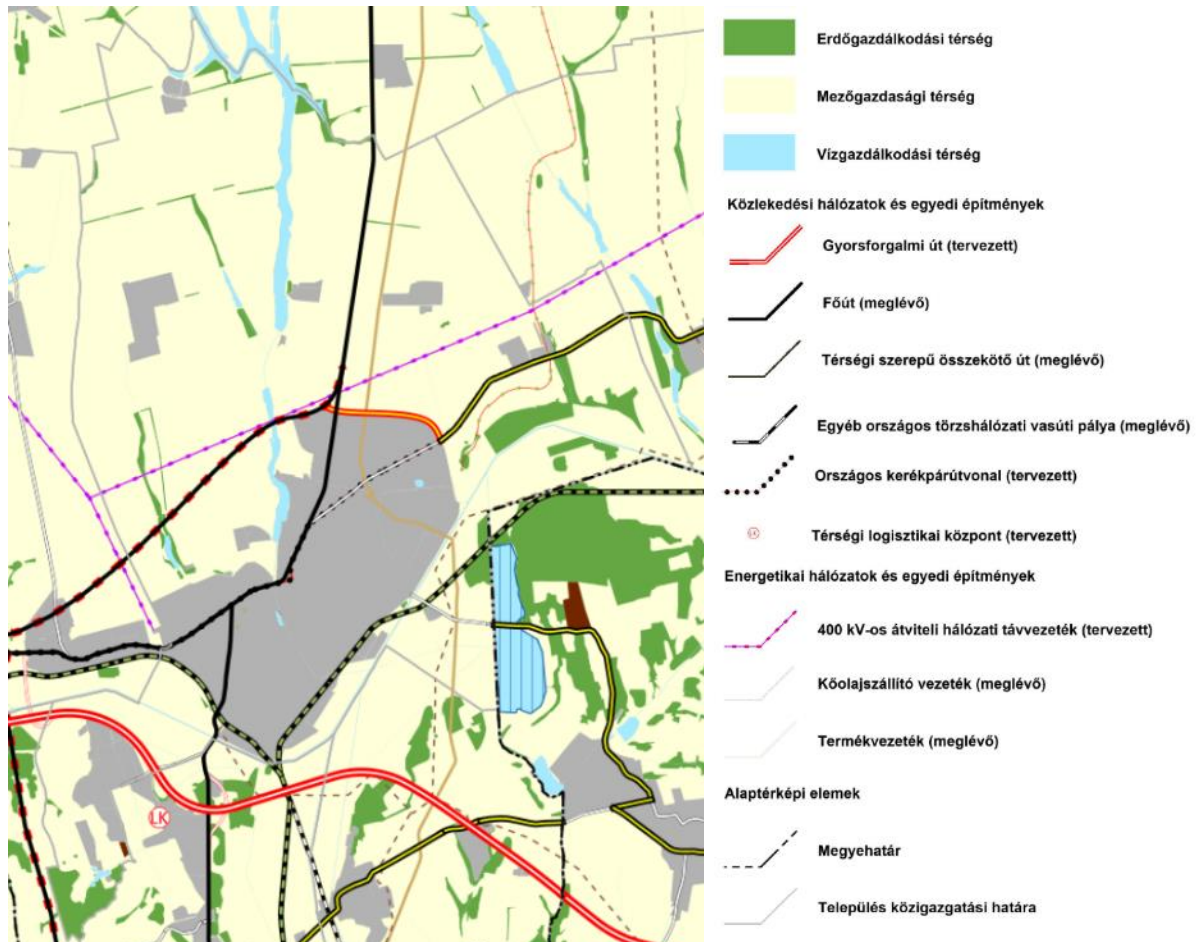 Erdőgazdálkodási térség
Mezőgazdasági térség
Vízgazdálkodási térség
Közlekedési hálózatok és egyedi építmények
Gyorsforgalmi út (tervezett)
Főút (meglévő)
Térségi szerepű összekötő út (meglévő)
Egyéb országos törzshálózati vasúti pálya (meglévő)
Országos kerékpárútvonal (tervezett)
LK
Térségi logisztikai központ (tervezett)
Energetikai hálózatok és egyedi építmények
400 kV-os átviteli hálózati távvezeték (tervezett)
Kőolajszállító vezeték (meglévő)
Termékvezeték (meglévő)
Alaptérképi elemek
Megyehatár
Település közigazgatási határa
LK